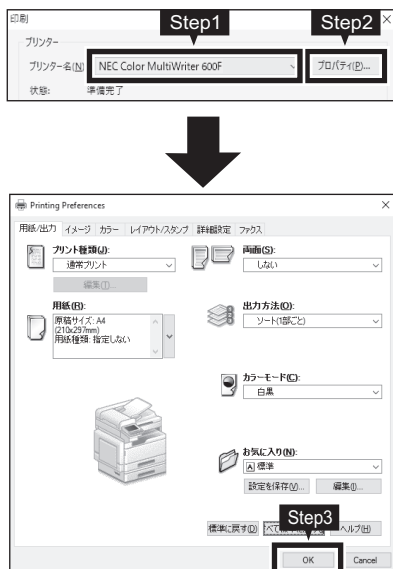 印刷
Step1
Step2
プリンター
プリンター名(N)
NEC Color MultiWriter 600F
プロパティ(P)...
状態:
準備完了
Printing Preferences
用紙/出力 イメージ カラー レイアウト/スタンプ 詳細設定 ファクス
プリント種類(J):
通常プリント
編集(I)...
用紙(R):
原稿サイズ: A4
(210x297mm)
用紙種類: 指定しない
両面(S):
しない
出力方法(O):
ソート(1部ごと)
カラーモード(C):
白黒
お気に入り(N):
A 標準
設定を保存(V)...
編集(I)...
標準に戻す(D)
Step3
ヘルプ(H)
OK
Cancel